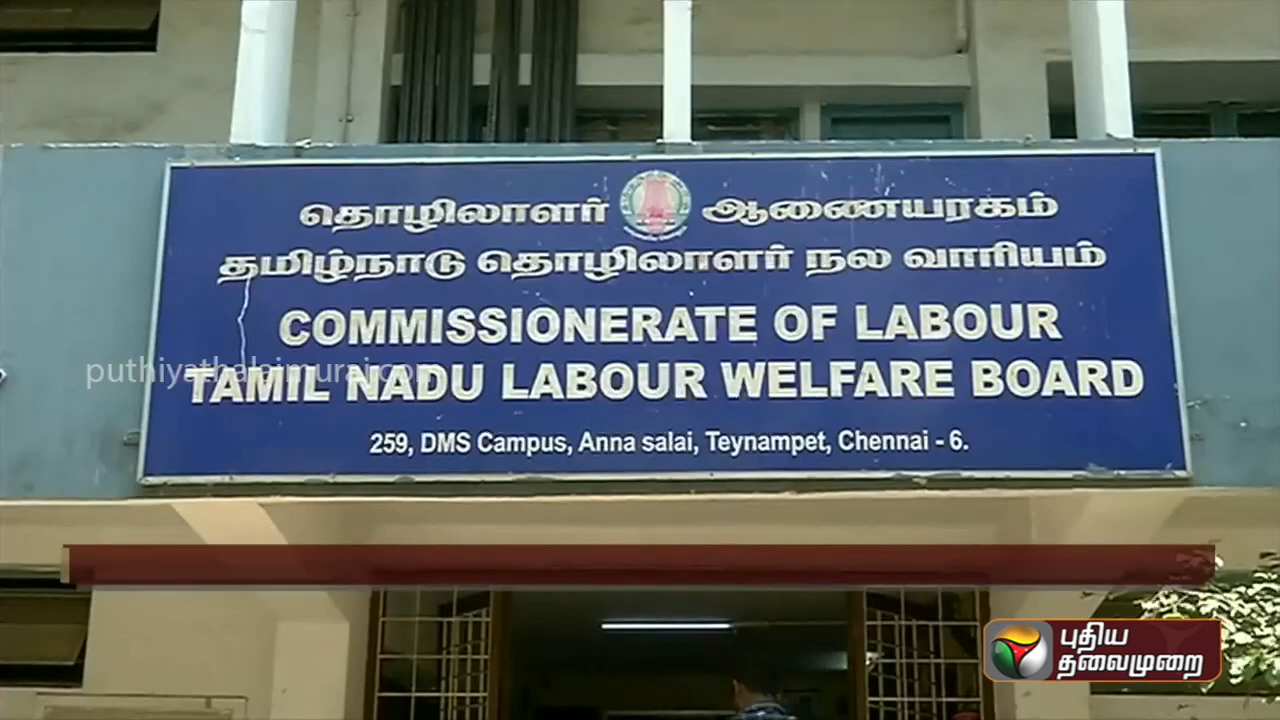 தொழிலாளர் ஆணையரகம்
தமிழ்நாடு தொழிலாளர் நல வாரியம்
COMMISSIONERATE OF LABOUR
puthiyathalaimurai.com
TAMIL NADU LABOUR WELFARE BOARD
259, DMS Campus, Anna salai, Teynampet, Chennai - 6.
புதிய
தலைமுறை